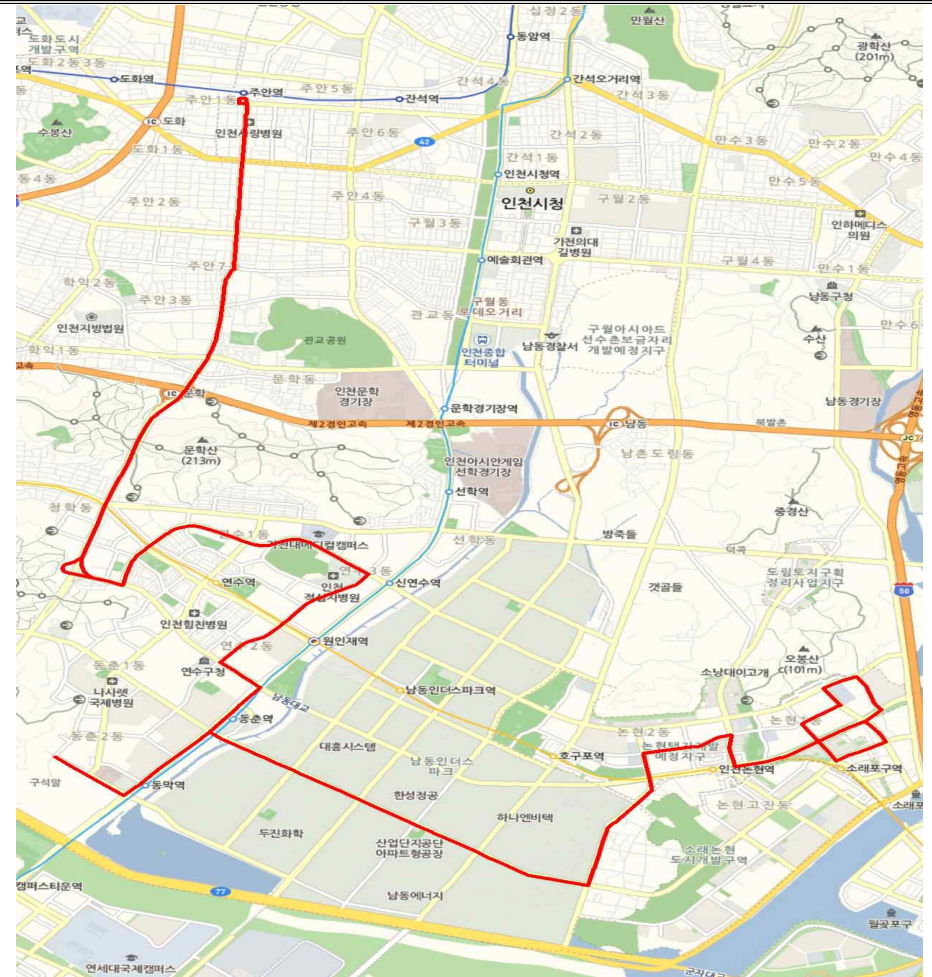 십정2동
만월산
동암역
도화도시
개발구역
광학산
(201m)
도화2동3동
도화역
간석4동
간석오거리역
주안역
주안5동
주안1동
간석역
간석3동
IC 도화
수봉산
인천사랑병원
주안6동
42
간석2동
만수3동
만수2동
도화1동
간석1동
만수4동
인천시청역
만수5동
주안2동
주안4동
인천시청
구월2동
구월3동
인하메디스
의원
가천의대
길병원
주안7
예술회관역
구월4동
만수1동
학익2동
주안3동
남동구청
구월동
로데오거리
인천지방법원
관교동
만수6
관교공원
인천종합
터미널
남동경찰서
구월아시아드
선수촌보금자리
개발예정지구
수산
학익1동
문학동
IC 문학
인천문학
경기장
문학경기장역
남동경기장
제2경인고속
제2경인고속
IC 남동
북발촌
JC
문학산
(213m)
남촌도림동
인천아시안게임
선학경기장
선학역
중경산
청학동
연수1동
가천대메디컬캠퍼스
선학동
방죽들
덕곡
연수3동
도림토지구획
정리사업지구
연수역
인천
적십자병원
신연수역
갯골들
50
인천힘찬병원
연수2동
원인재역
동춘1동
연수구청
소낭대이고개
오봉산
(101m)
나사렛
국제병원
남동인더스파크역
남동대교
동춘역
논현2동
동춘2동
대흥시스템
논현택지개발
예정지구
남동인더스
파크
호구포역
인천논현역
소래포구역
구석말
동막역
한성정공
논현고잔동
소래포
하나엔비텍
두진화학
산업단지공단
아파트형공장
소래논현
도시개발구역
캠퍼스타운역
77
남동에너지
월곶포구
연세대국제캠퍼스